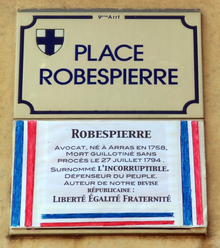 9ème Arrt
PLACE
ROBESPIERRE
ROBESPIERRE
AVOCAT, NÉ À ARRAS EN 1758,
MORT GUILLOTINÉ SANS
PROCÈS LE 27 JUILLET 1794.
SURNOMMÉ L'INCORRUPTIBLE.
DÉFENSEUR DU PEUPLE.
AUTEUR DE NOTRE DEVISE
RÉPUBLICAINE :
LIBERTÉ EGALITÉ FRATERNITÉ